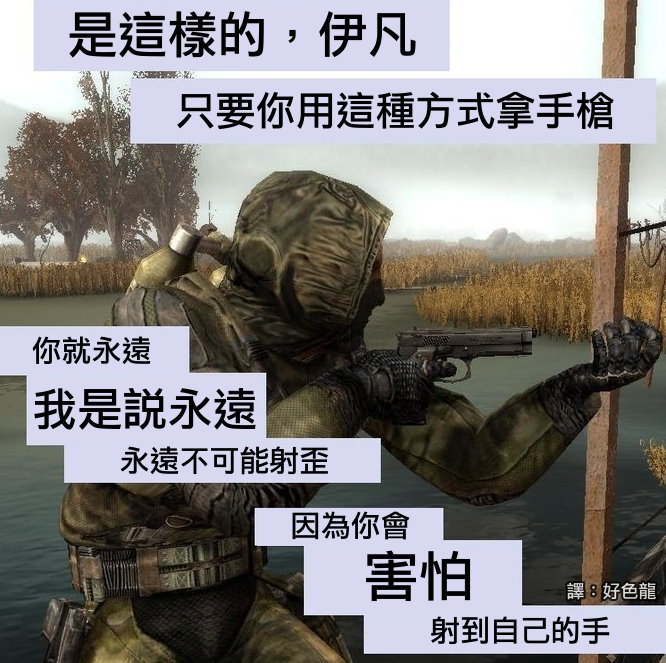 是這樣的，伊凡
只要你用這種方式拿手槍
你就永遠
我是說永遠
永遠不可能射歪
因為你會
害怕
射到自己的手
譯：好色龍